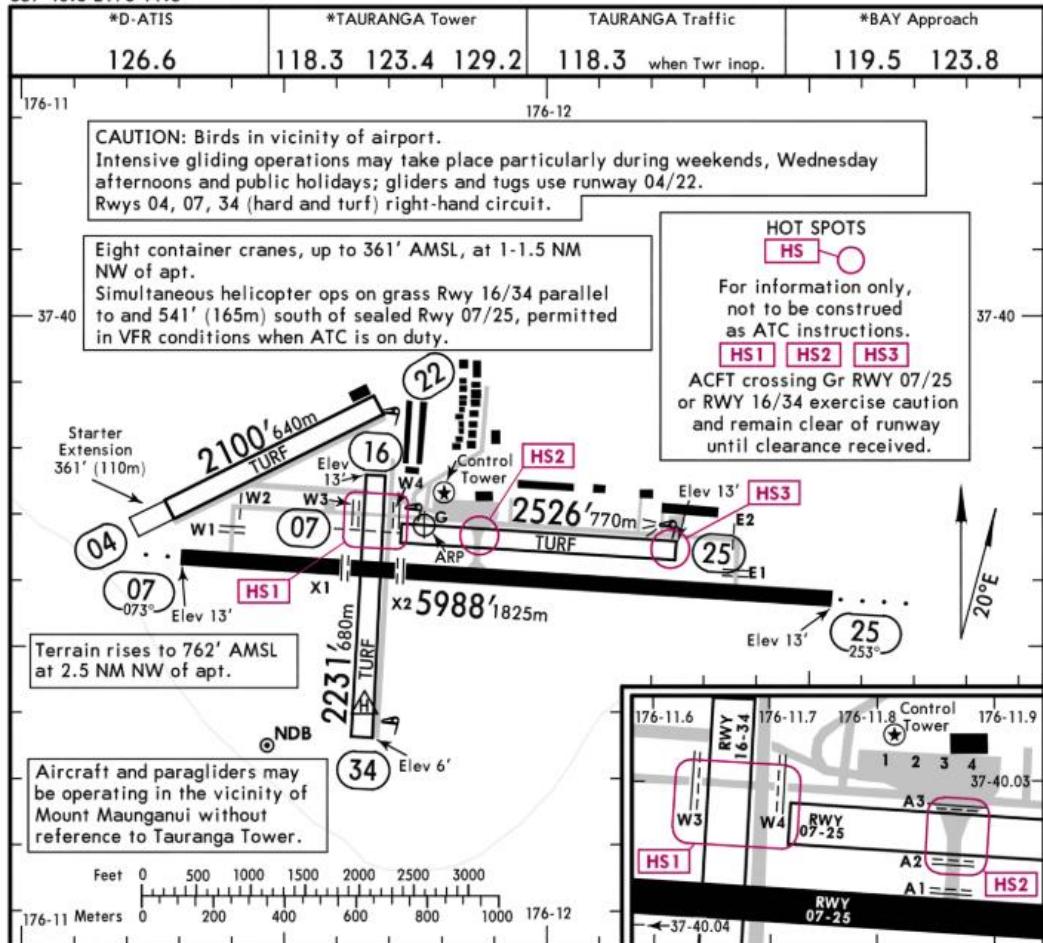 *D-ATIS
126.6
*TAURANGA Tower
118.3 123.4 129.2
TAURANGA Traffic
118.3 when Twr inop.
*BAY Approach
119.5 123.8
176-11
176-12
CAUTION: Birds in vicinity of airport.
Intensive gliding operations may take place particularly during weekends, Wednesday
afternoons and public holidays; gliders and tugs use runway 04/22.
Rwys 04, 07, 34 (hard and turf) right-hand circuit.
Eight container cranes, up to 361' AMSL, at 1-1.5 NM
NW of apt.
Simultaneous helicopter ops on grass Rwy 16/34 parallel
to and 541' (165m) south of sealed Rwy 07/25, permitted
in VFR conditions when ATC is on duty.
HOT SPOTS
HS
For information only,
not to be construed
as ATC instructions.
HS1 HS2 HS3
ACFT crossing Gr RWY 07/25
or RWY 16/34 exercise caution
and remain clear of runway
until clearance received.
37-40
37-40
22
2100' 640m
TURF
Starter
Extension
361' (110m)
16
Elev
13'
Control
Tower
HS2
W2
W3
W4
W1
07
G
ARP
2526' 770m
TURF
Elev 13'
HS3
E2
25
E1
04
07
073°
Elev 13'
HS1
X1
X2
5988' 1825m
Elev 13'
25
253°
20°E
Terrain rises to 762' AMSL
at 2.5 NM NW of apt.
2231' 680m
TURF
H
NDB
34
Elev 6'
Aircraft and paragliders may
be operating in the vicinity of
Mount Maunganui without
reference to Tauranga Tower.
Feet 0 500 1000 1500 2000 2500 3000
Meters 0 200 400 600 800 1000
176-11
176-12
176-11.6
176-11.7
176-11.8
176-11.9
RWY
16-34
Control
Tower
1 2 3 4
37-40.03
W3
W4
RWY
07-25
A3
HS1
A2
A1
HS2
RWY
07-25
37-40.04